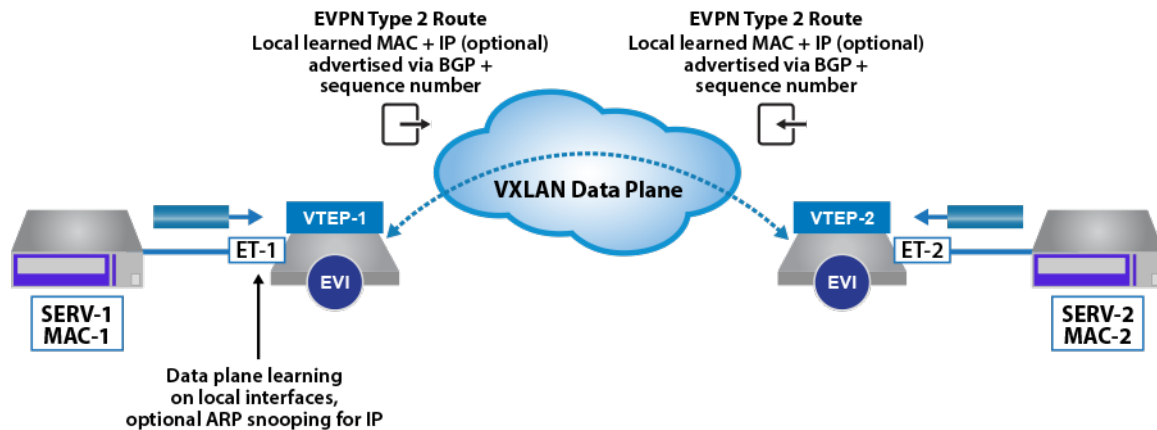 EVPN Type 2 Route
Local learned MAC + IP (optional)
advertised via BGP +
sequence number
EVPN Type 2 Route
Local learned MAC + IP (optional)
advertised via BGP +
sequence number
VXLAN Data Plane
VTEP-1
ET-1
EVI
SERV-1
MAC-1
VTEP-2
ET-2
EVI
SERV-2
MAC-2
Data plane learning
on local interfaces,
optional ARP snooping for IP